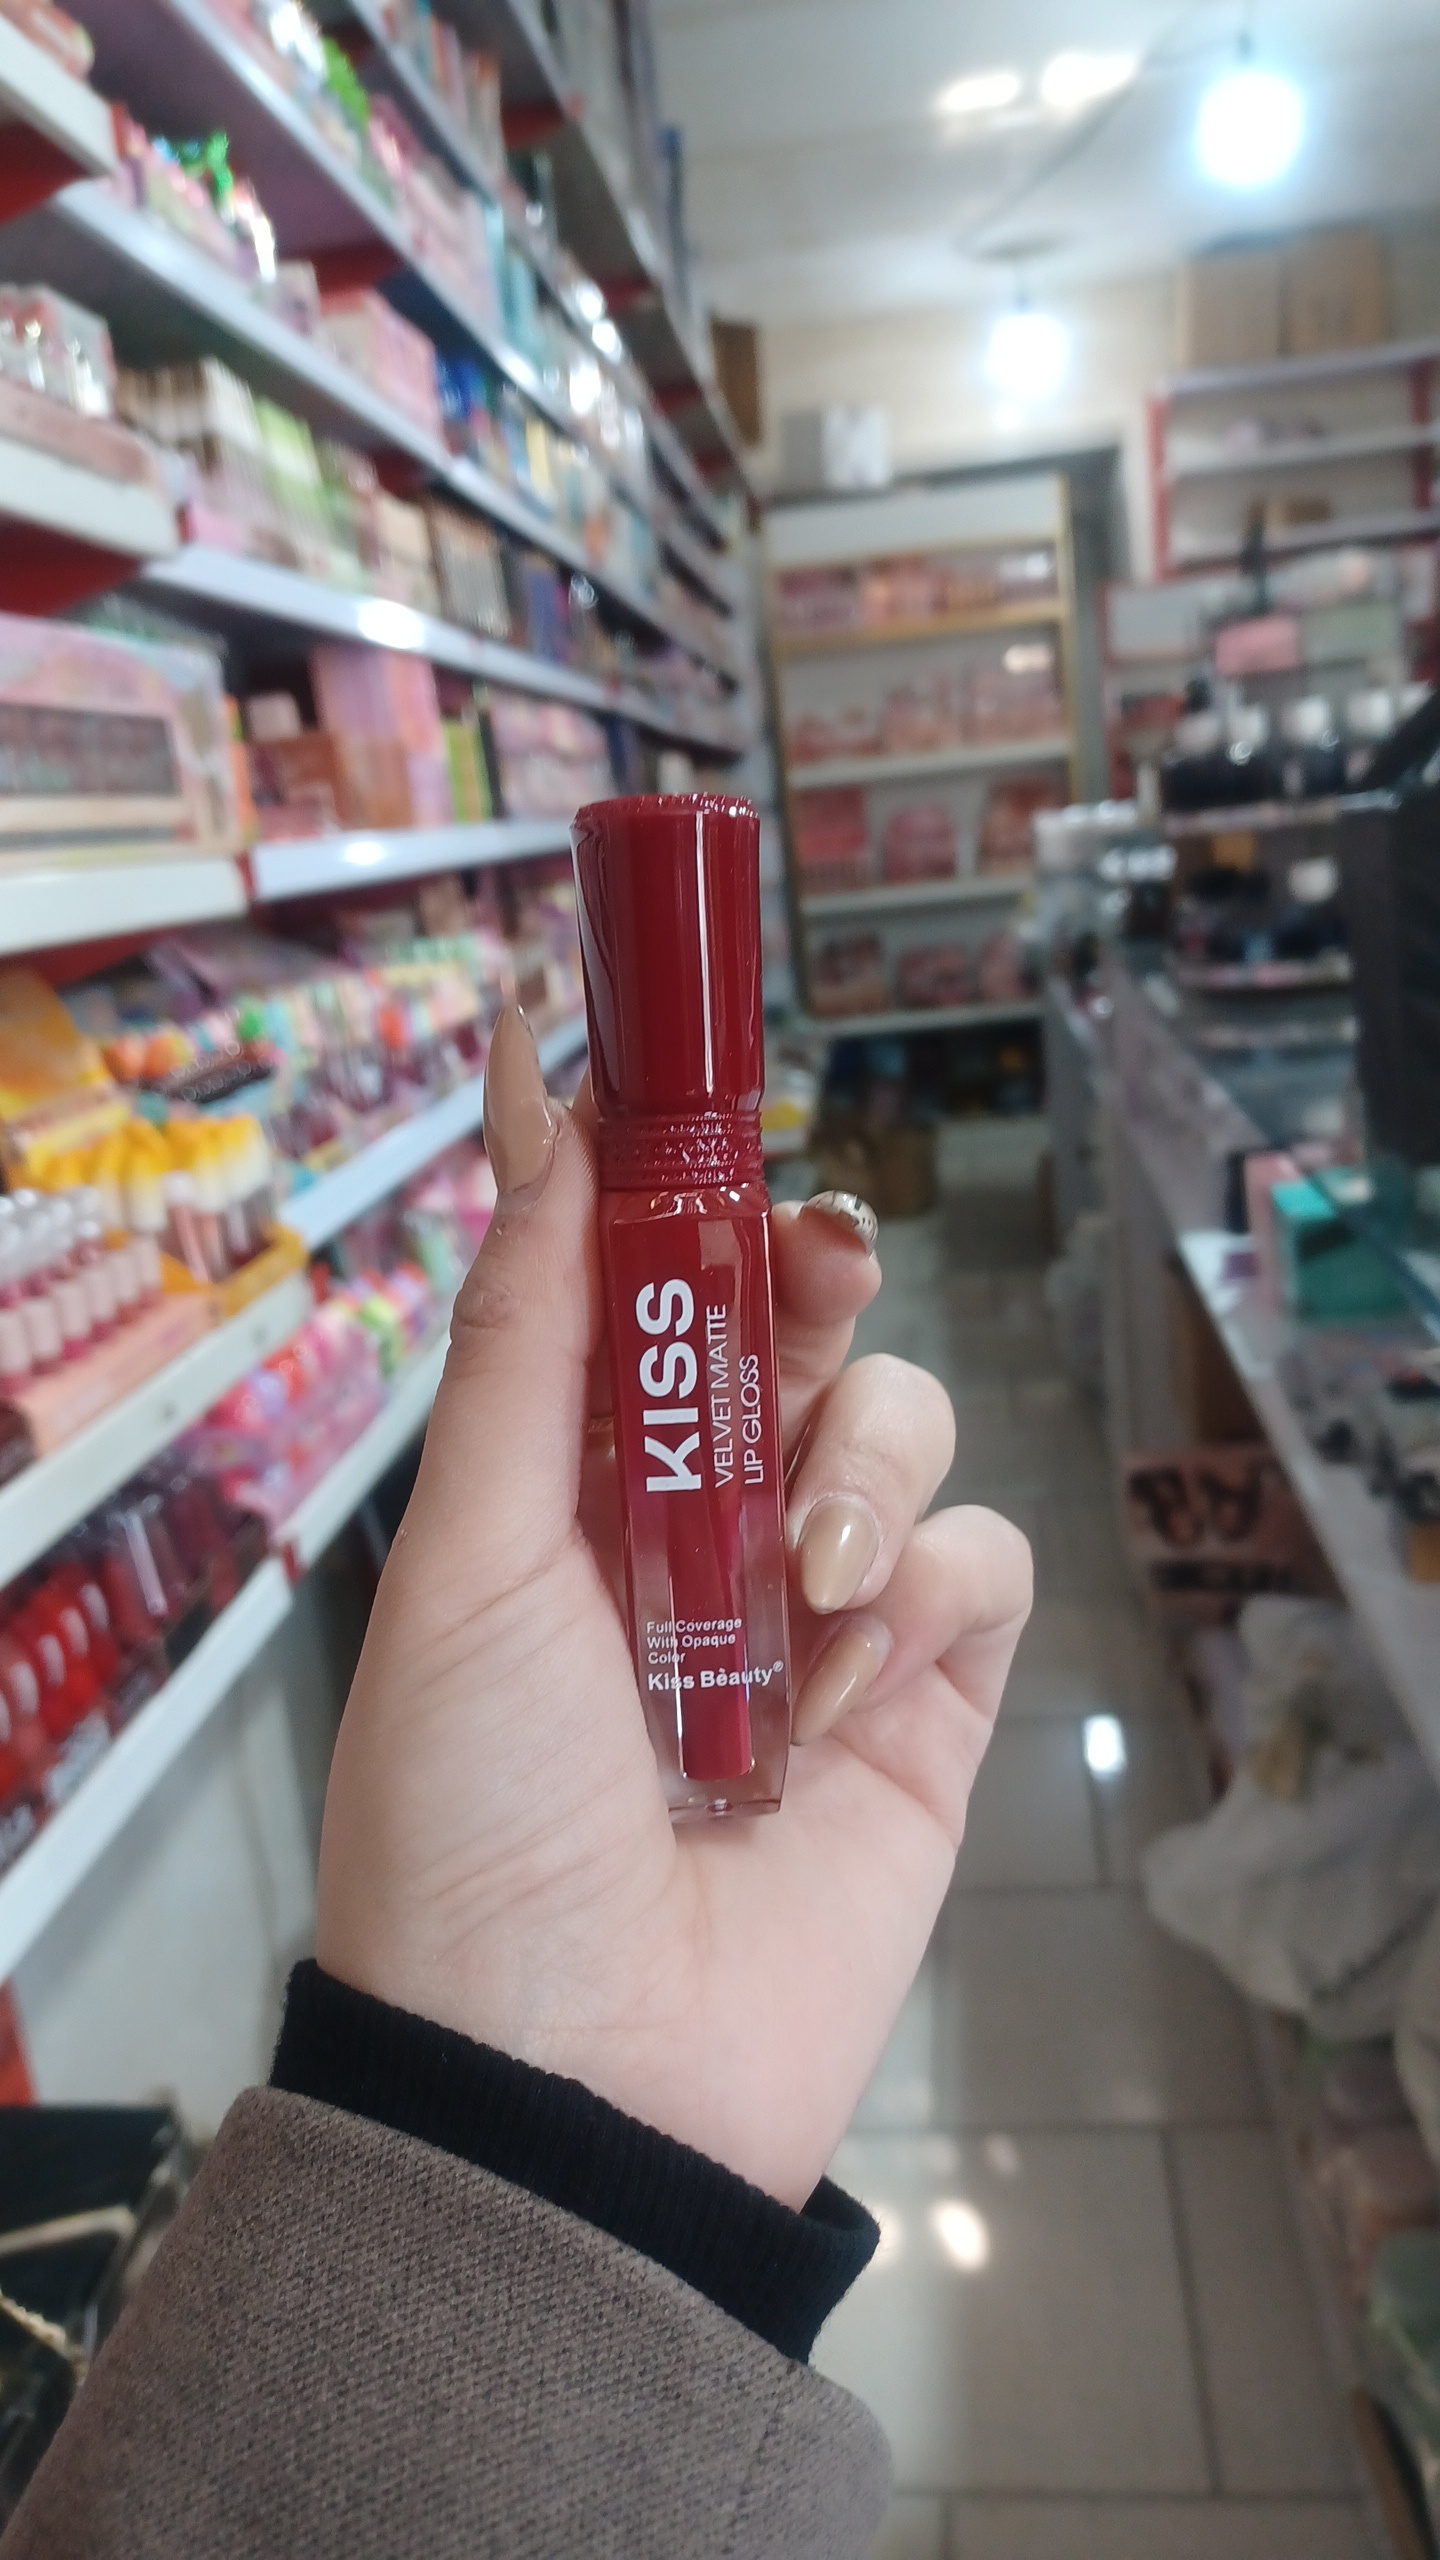 KISS
VELVET MATTE
LIP GLOSS
Full Coverage
With Opaque
Color
Kiss Bèauty®